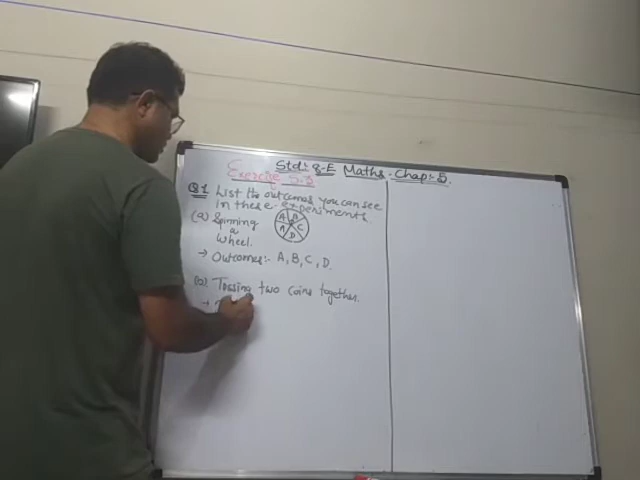 Std:- 8-E Maths - Chap:- 5.
Exercise 5.3
Q.1 List the outcomes you can see
in these experiments.
(a) Spinning
a
Wheel.
A B
A C
D
→ Outcomes:- A, B, C, D.
(b) Tossing two coins together.
→